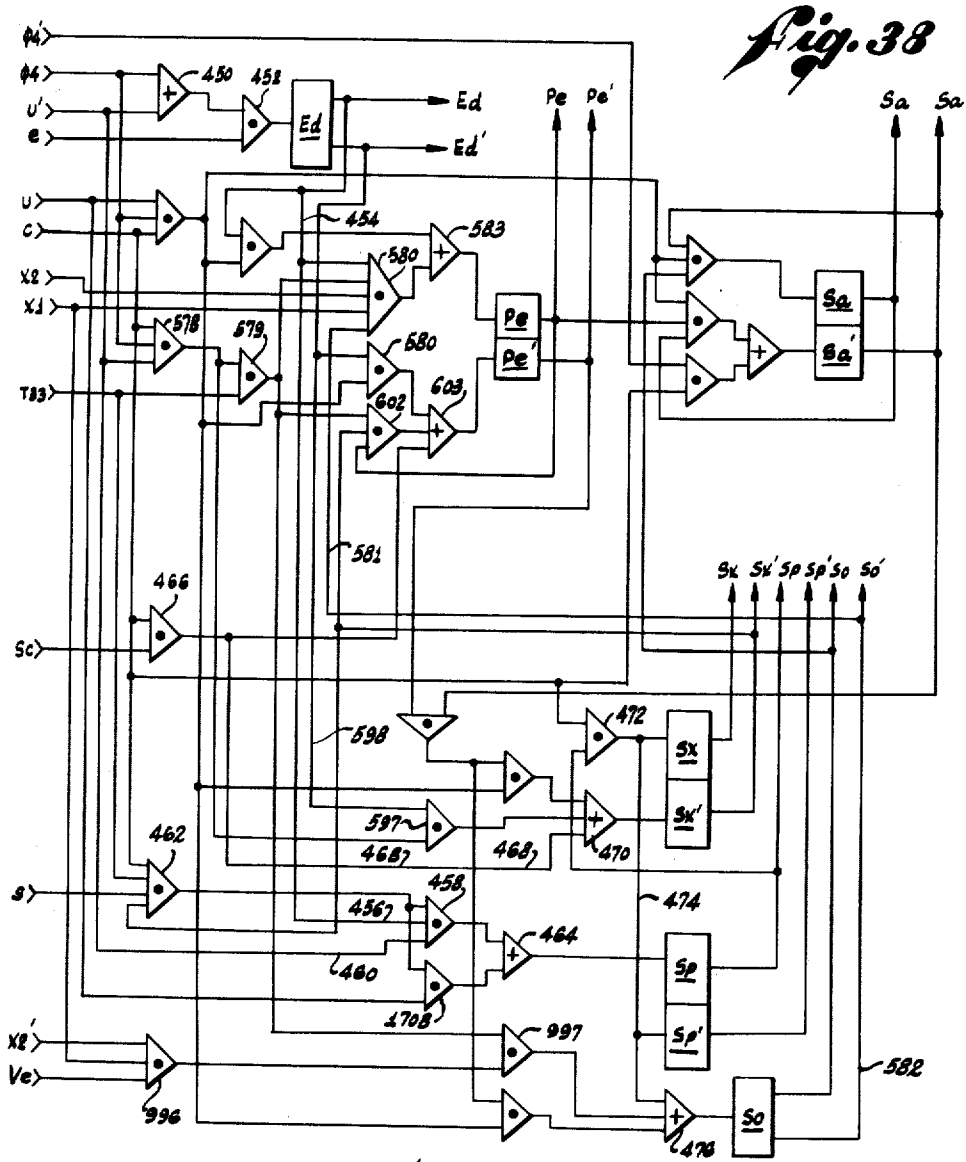 Fig. 38
φ4'
φ4
u'
e
450
452
Ed
Ed
Ed'
Pe
Pe'
Sa
Sa
u
c
X2
X1
454
583
580
578
579
580
602
603
T83
Pe
Pe'
Sa
Sa'
581
Sx
Sx'
Sp
Sp'
So
So'
466
Sc
598
472
Sx
Sx'
597
468
468
470
462
458
474
S
456
464
460
Sp
Sp'
1708
X2'
997
Ve
996
582
So
476